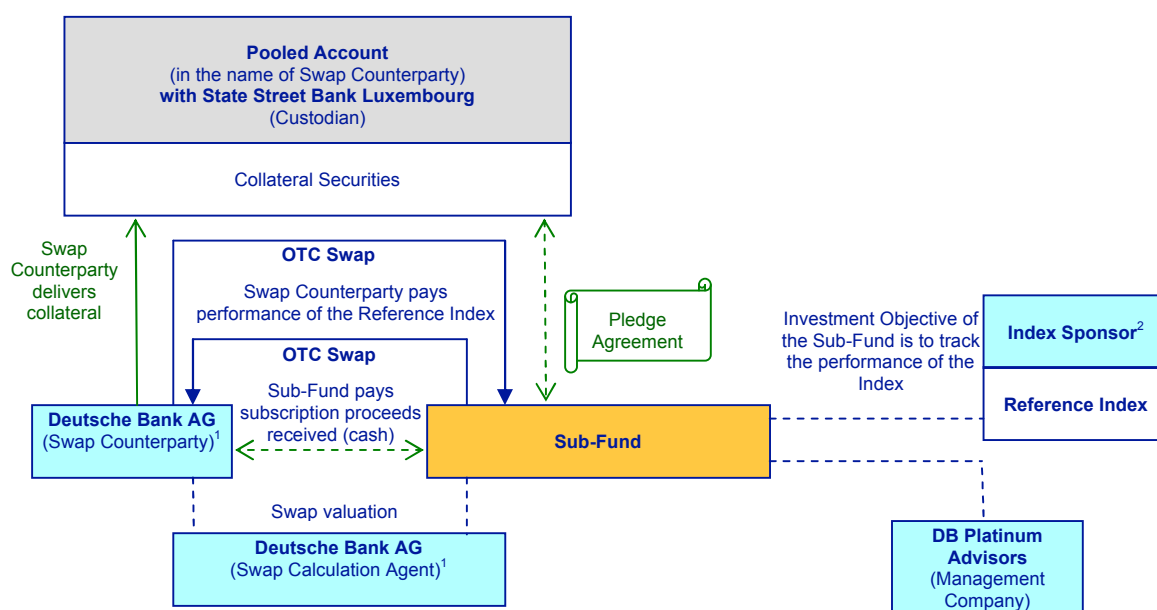 Pooled Account
(in the name of Swap Counterparty)
with State Street Bank Luxembourg
(Custodian)
Collateral Securities
Swap
Counterparty
delivers
collateral
OTC Swap
Swap Counterparty pays
performance of the Reference Index
OTC Swap
Sub-Fund pays
subscription proceeds
received (cash)
Pledge
Agreement
Investment Objective of
the Sub-Fund is to track
the performance of the
Index
Index Sponsor²
Reference Index
Deutsche Bank AG
(Swap Counterparty)¹
Sub-Fund
Swap valuation
Deutsche Bank AG
(Swap Calculation Agent)¹
DB Platinum
Advisors
(Management
Company)